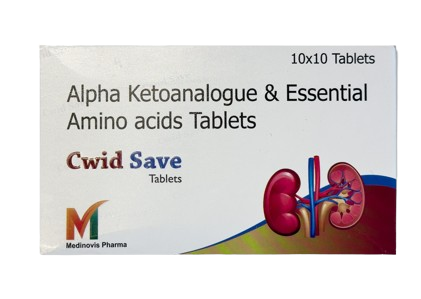 10x10 Tablets
Alpha Ketoanalogue & Essential
Amino acids Tablets
Cwid Save
Tablets
M
Medinovis Pharma